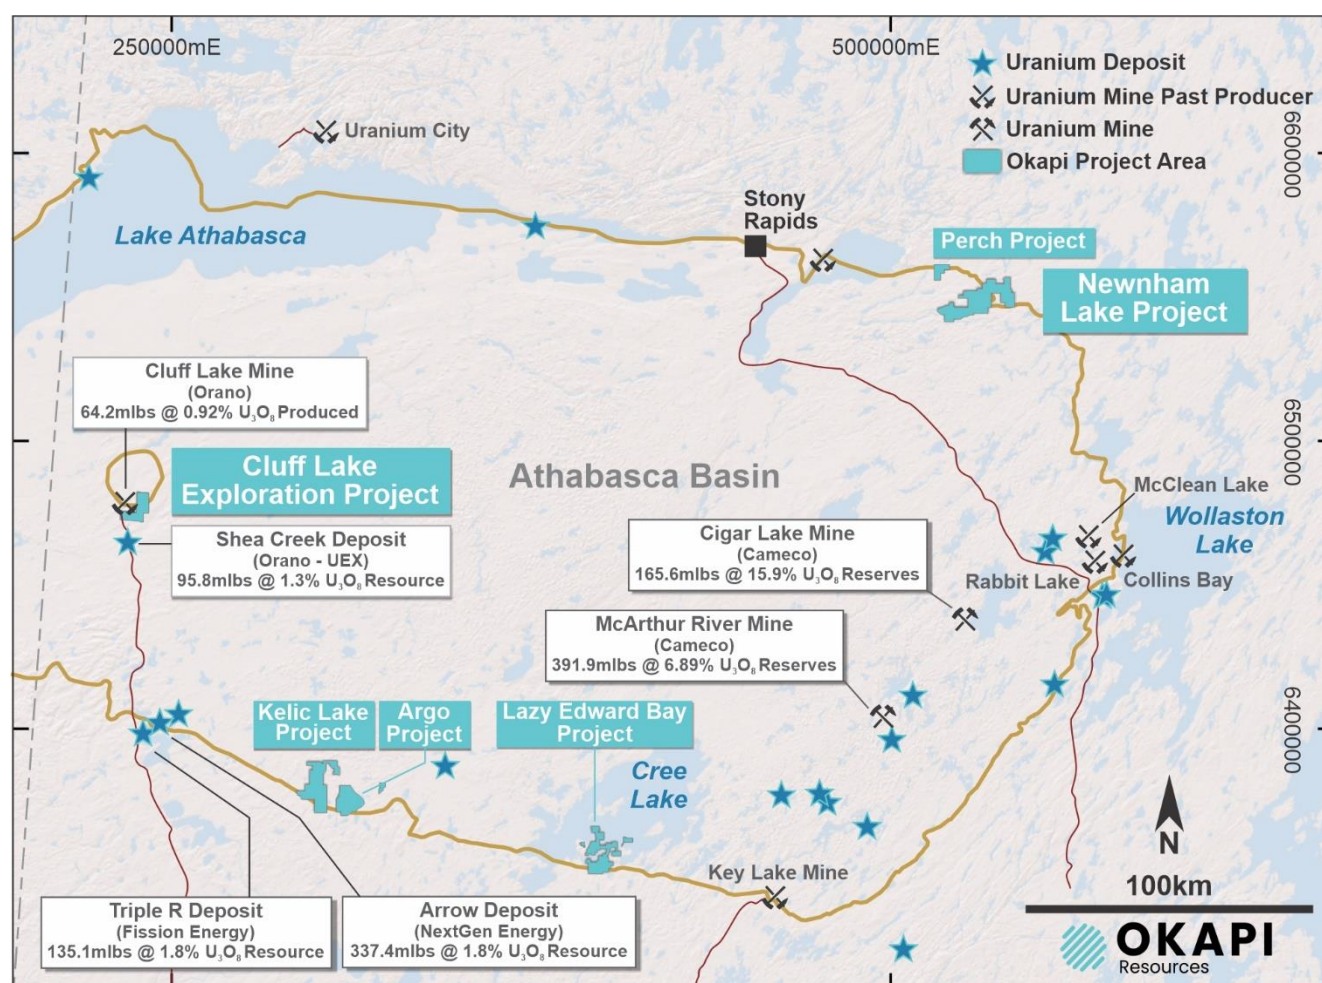 250000mE
500000mE
Uranium Deposit
Uranium Mine Past Producer
Uranium Mine
Okapi Project Area
6600000
Uranium City
Lake Athabasca
Stony
Rapids
Perch Project
Newnham
Lake Project
Cluff Lake Mine
(Orano)
64.2mlbs @ 0.92% U₃O₈ Produced
6500000
Cluff Lake
Exploration Project
Athabasca Basin
McClean Lake
Wollaston
Lake
Shea Creek Deposit
(Orano - UEX)
95.8mlbs @ 1.3% U₃O₈ Resource
Cigar Lake Mine
(Cameco)
165.6mlbs @ 15.9% U₃O₈ Reserves
Rabbit Lake
Collins Bay
McArthur River Mine
(Cameco)
391.9mlbs @ 6.89% U₃O₈ Reserves
6400000
Kelic Lake
Project
Argo
Project
Lazy Edward Bay
Project
Cree
Lake
N
Key Lake Mine
100km
Triple R Deposit
(Fission Energy)
135.1mlbs @ 1.8% U₃O₈ Resource
Arrow Deposit
(NextGen Energy)
337.4mlbs @ 1.8% U₃O₈ Resource
OKAPI
Resources